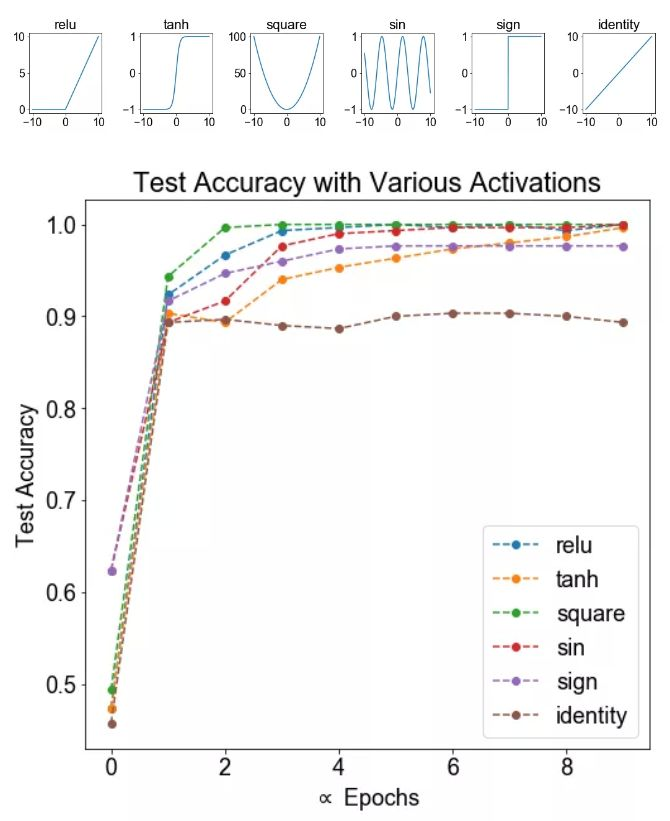 relu tanh square sin sign identity
10 1 100 1 1 10
5 0 50 0 0 0
0 −1 0 −1 −1 −10
−10 0 10 −10 0 10 −10 0 10 −10 0 10 −10 0 10 −10 0 10
Test Accuracy with Various Activations
1.0
0.9
0.8
0.7
0.6
0.5
Test Accuracy
relu
tanh
square
sin
sign
identity
0 2 4 6 8
∝ Epochs